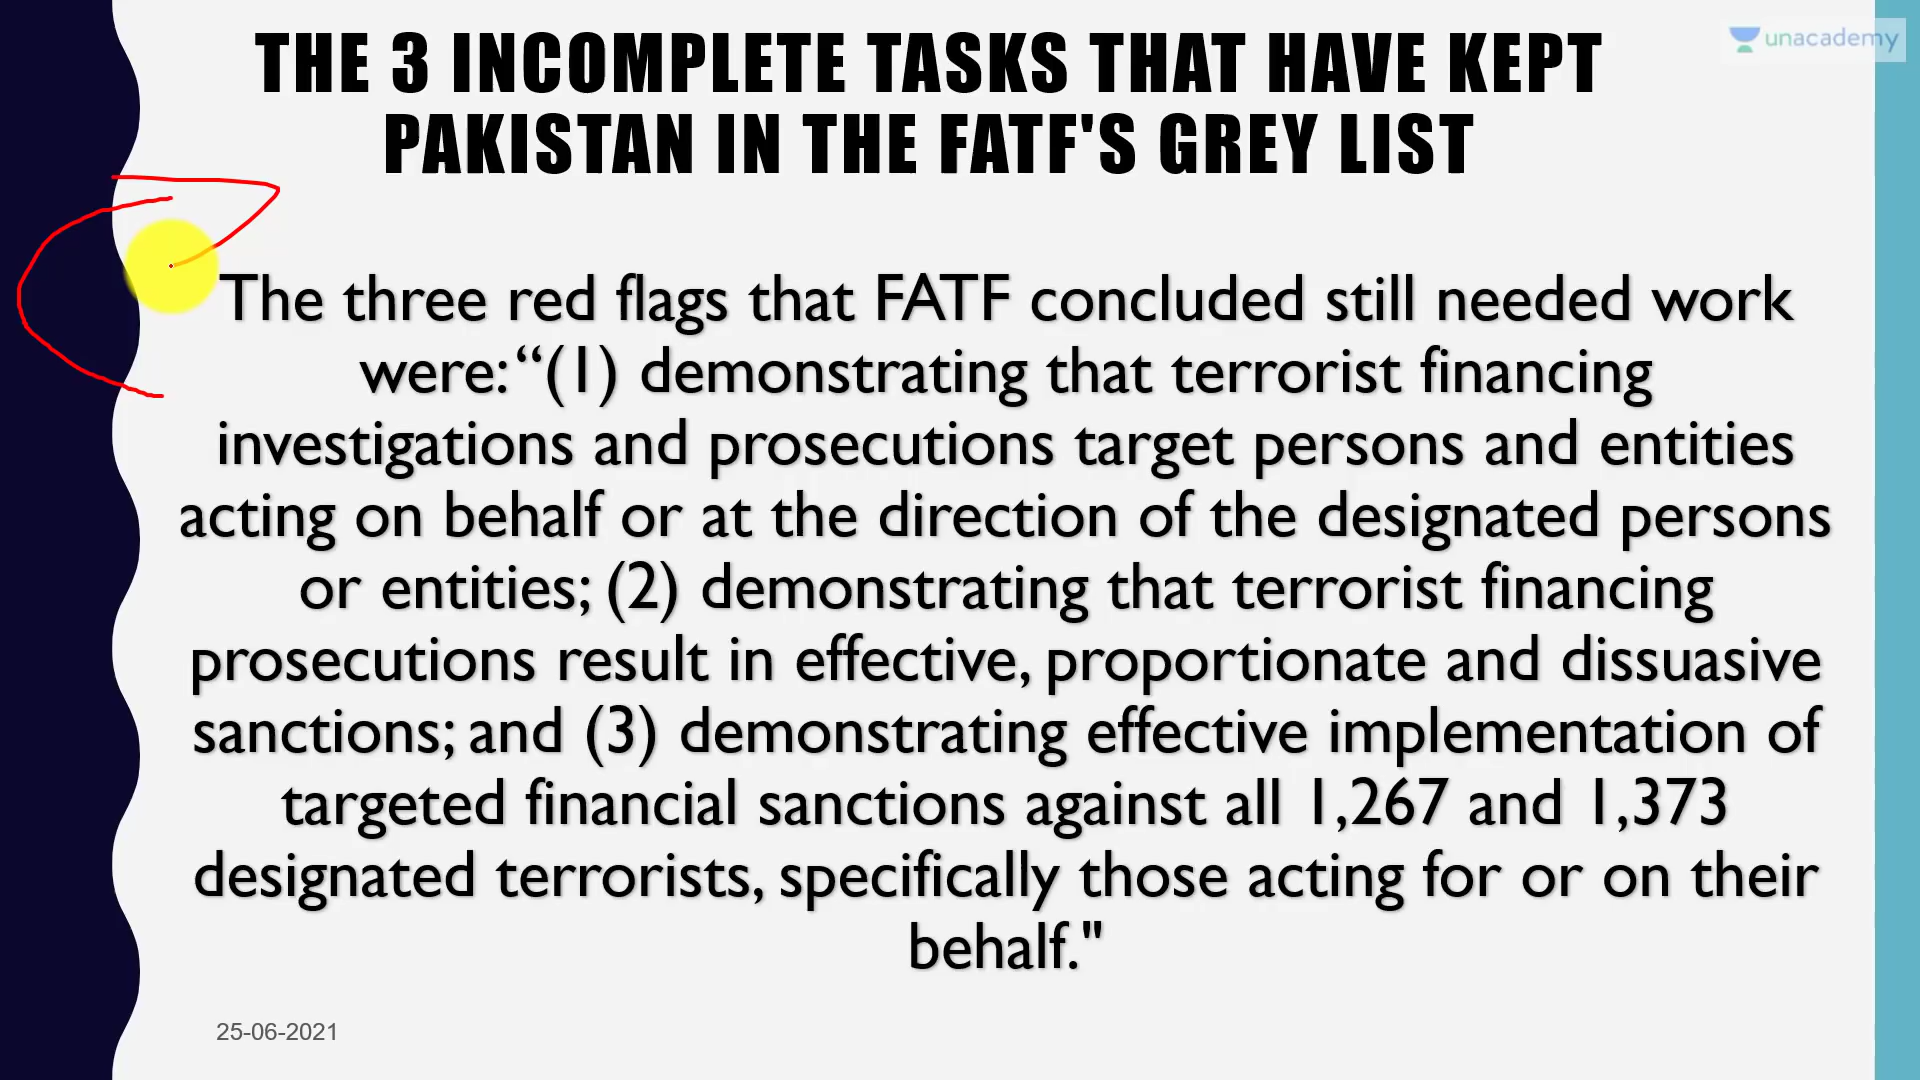 unacademy
THE 3 INCOMPLETE TASKS THAT HAVE KEPT
PAKISTAN IN THE FATF'S GREY LIST
The three red flags that FATF concluded still needed work
were: “(1) demonstrating that terrorist financing
investigations and prosecutions target persons and entities
acting on behalf or at the direction of the designated persons
or entities; (2) demonstrating that terrorist financing
prosecutions result in effective, proportionate and dissuasive
sanctions; and (3) demonstrating effective implementation of
targeted financial sanctions against all 1,267 and 1,373
designated terrorists, specifically those acting for or on their
behalf."
25-06-2021